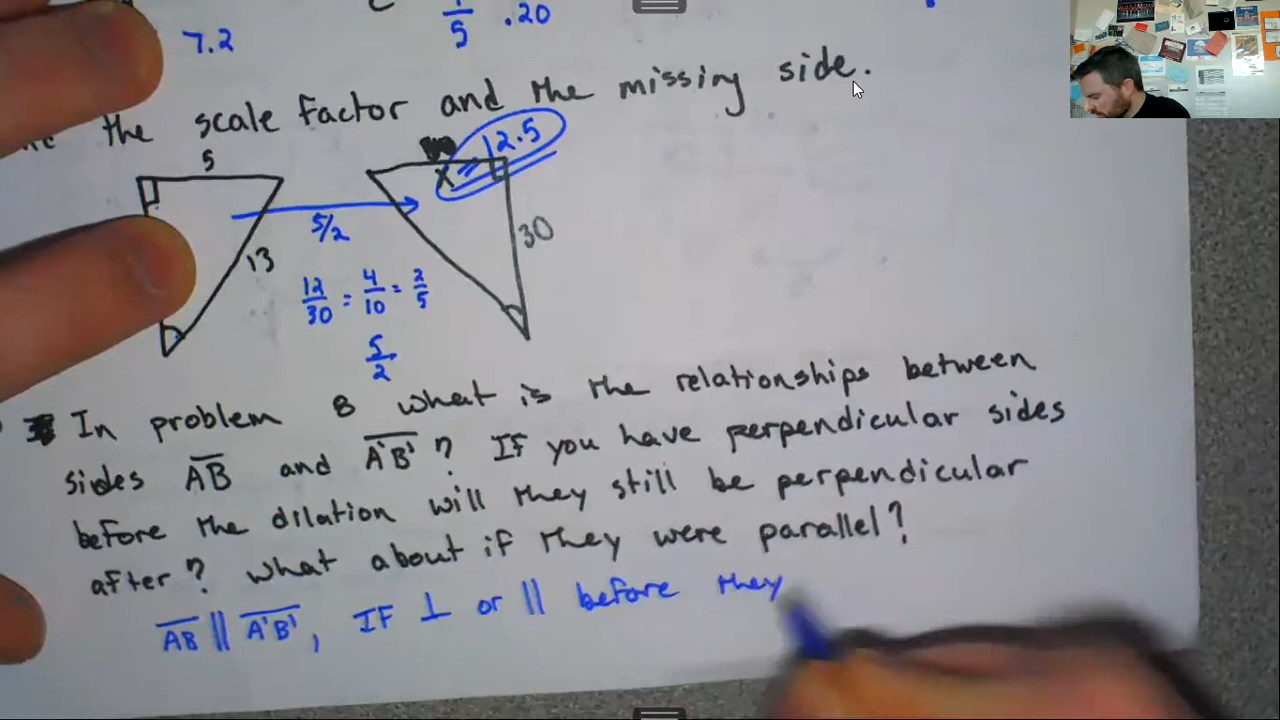 7.2
1/5 .20
the scale factor and the missing side.
5
x = 12.5
5/2
30
13
12/30 = 4/10 = 2/5
5/2
In problem 8 what is the relationships between
sides AB and A'B'? If you have perpendicular sides
before the dilation will they still be perpendicular
after? What about if they were parallel?
AB || A'B', IF ⊥ or || before they